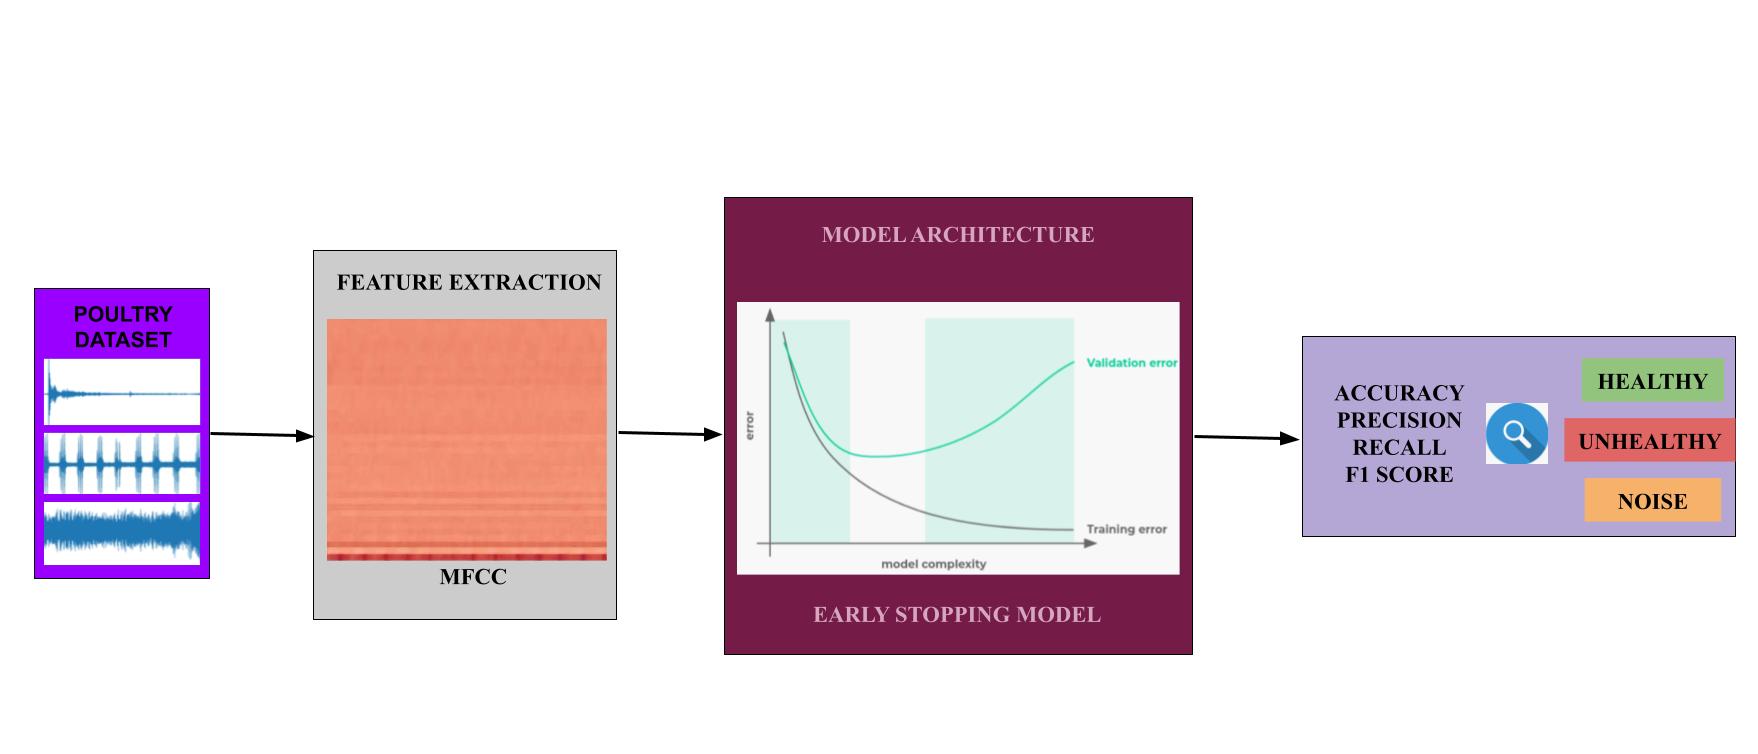 POULTRY
DATASET
FEATURE EXTRACTION
MFCC
MODEL ARCHITECTURE
error
Validation error
Training error
model complexity
EARLY STOPPING MODEL
ACCURACY
PRECISION
RECALL
F1 SCORE
HEALTHY
UNHEALTHY
NOISE